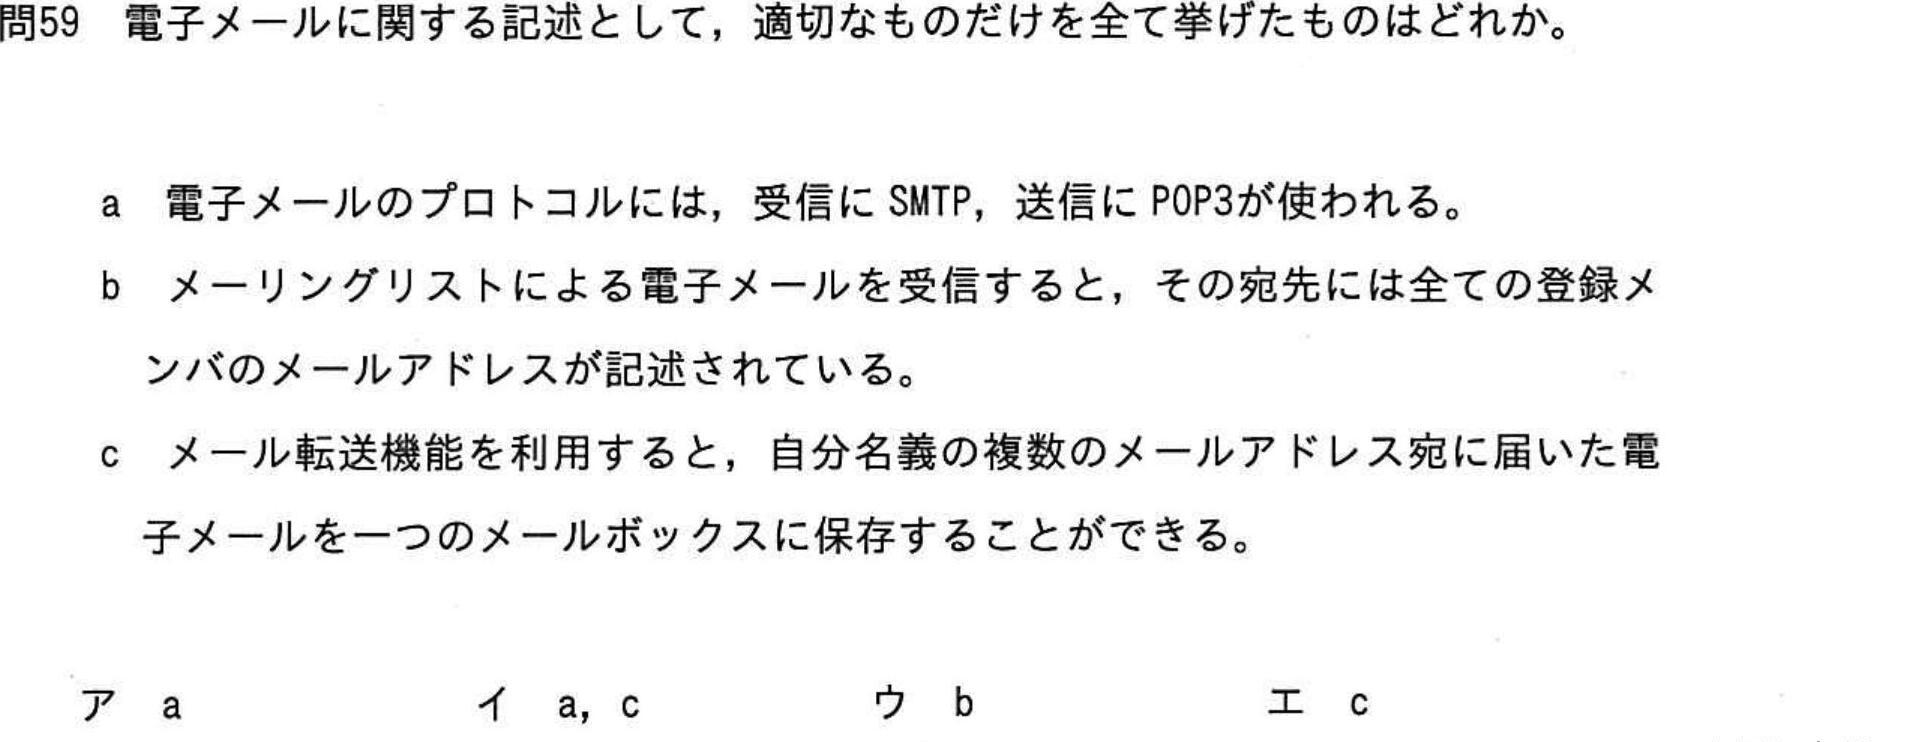 問59 電子メールに関する記述として，適切なものだけを全て挙げたものはどれか。
a 電子メールのプロトコルには，受信に SMTP，送信に POP3が使われる。
b メーリングリストによる電子メールを受信すると，その宛先には全ての登録メ
ンバのメールアドレスが記述されている。
c メール転送機能を利用すると，自分名義の複数のメールアドレス宛に届いた電
子メールを一つのメールボックスに保存することができる。
ア a イ a，c ウ b エ c